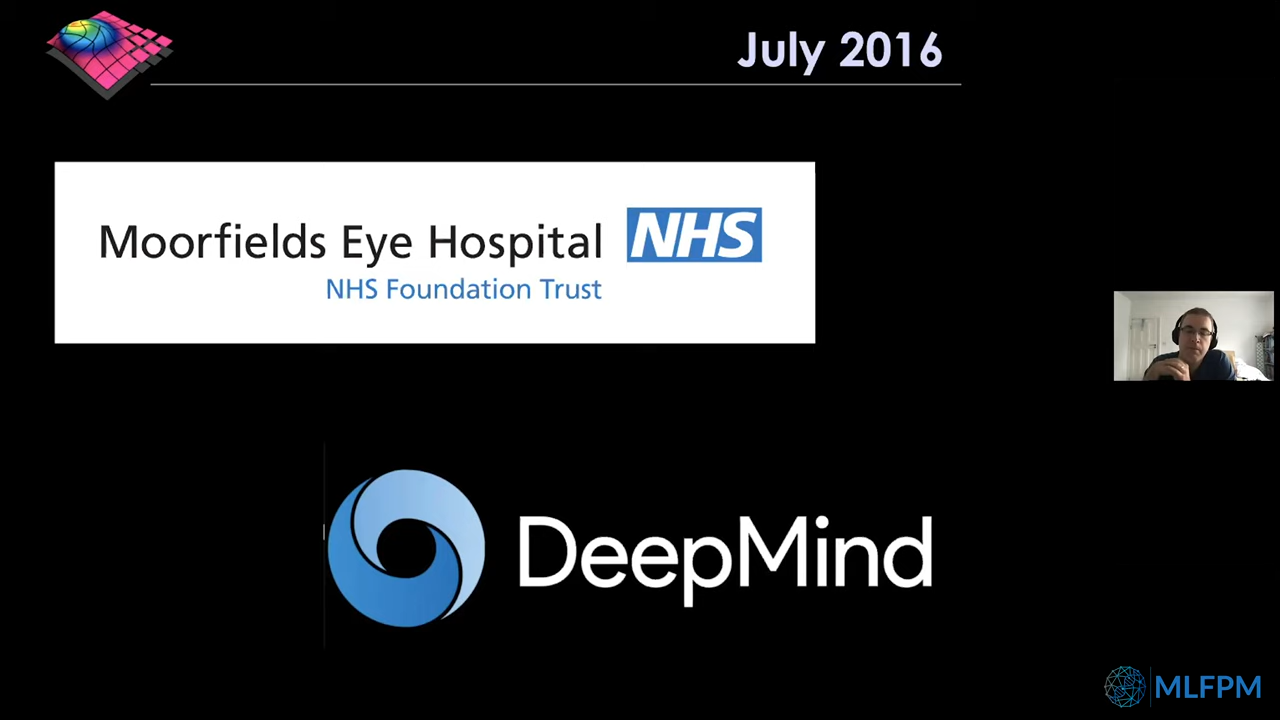 July 2016
Moorfields Eye Hospital NHS
NHS Foundation Trust
DeepMind
MLFPM